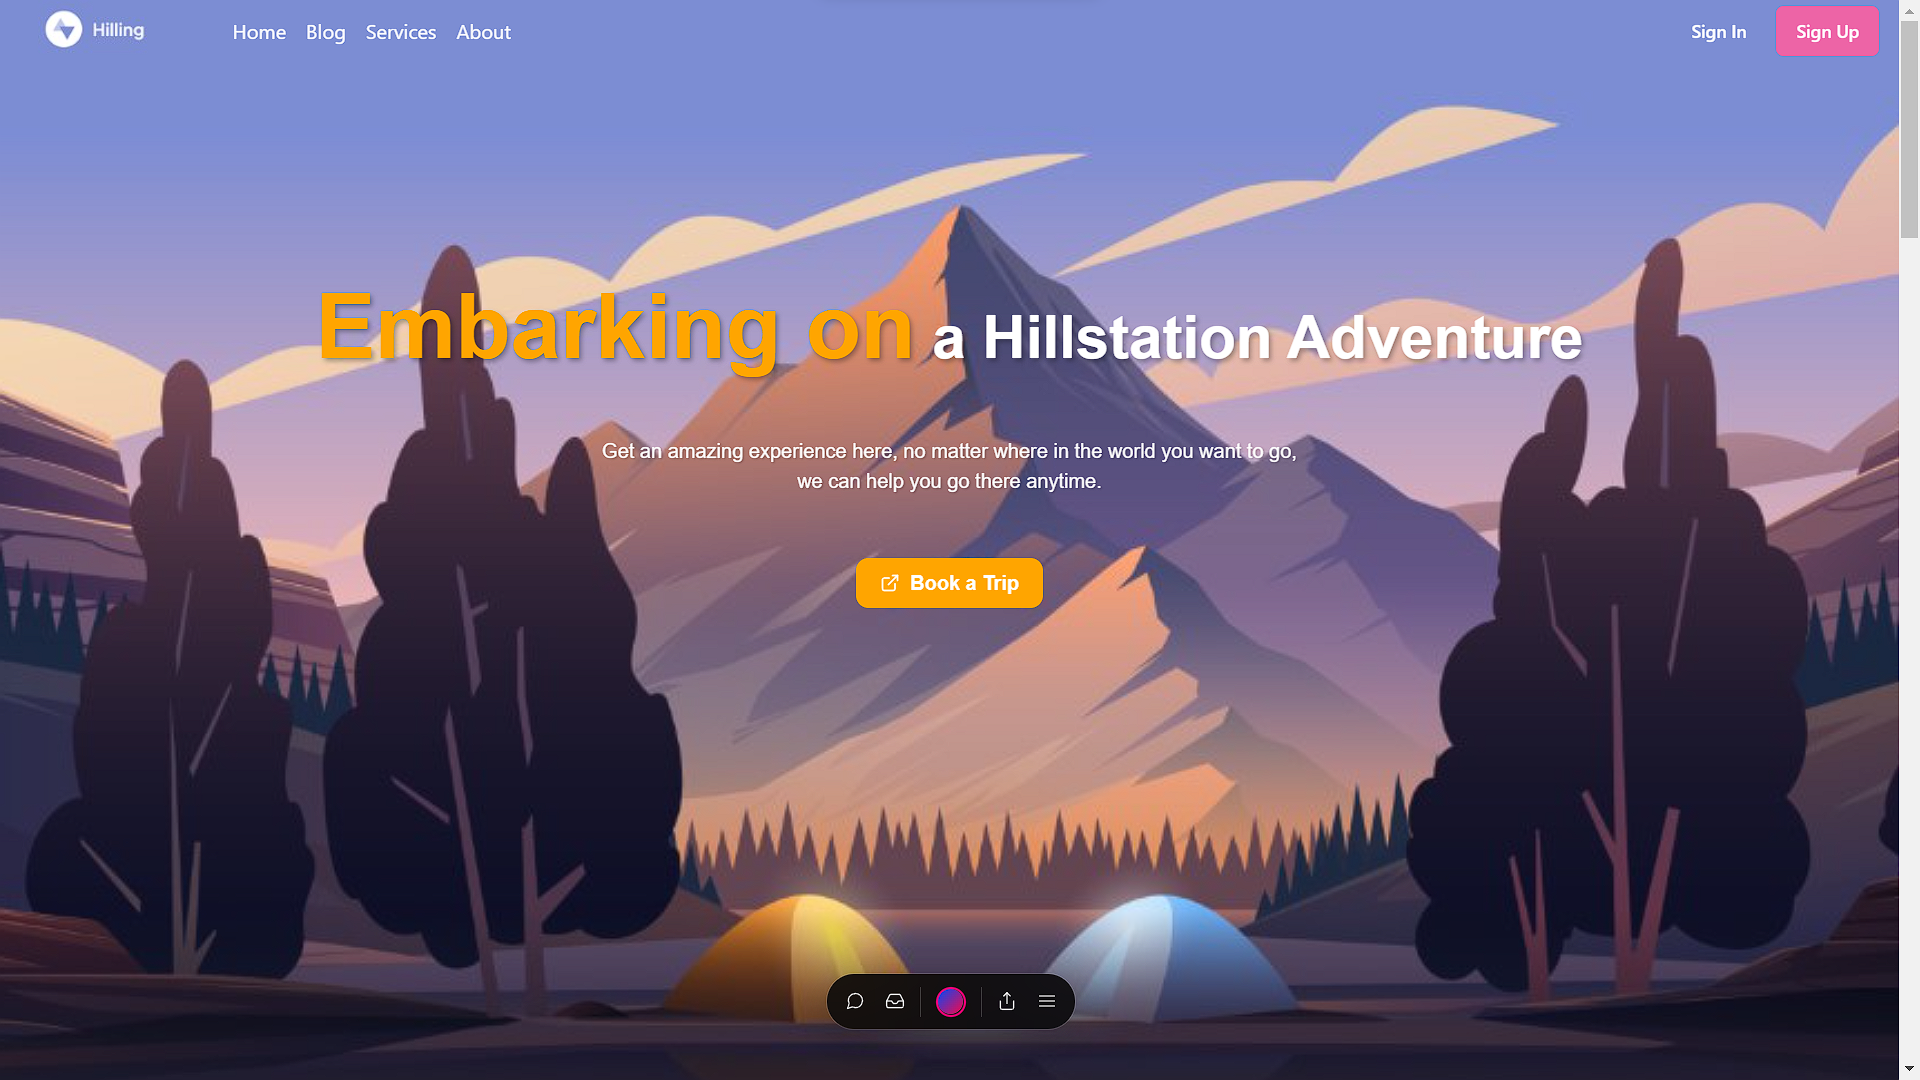 Hilling
Home Blog Services About
Sign In
Sign Up
Embarking on a Hillstation Adventure
Get an amazing experience here, no matter where in the world you want to go,
we can help you go there anytime.
Book a Trip